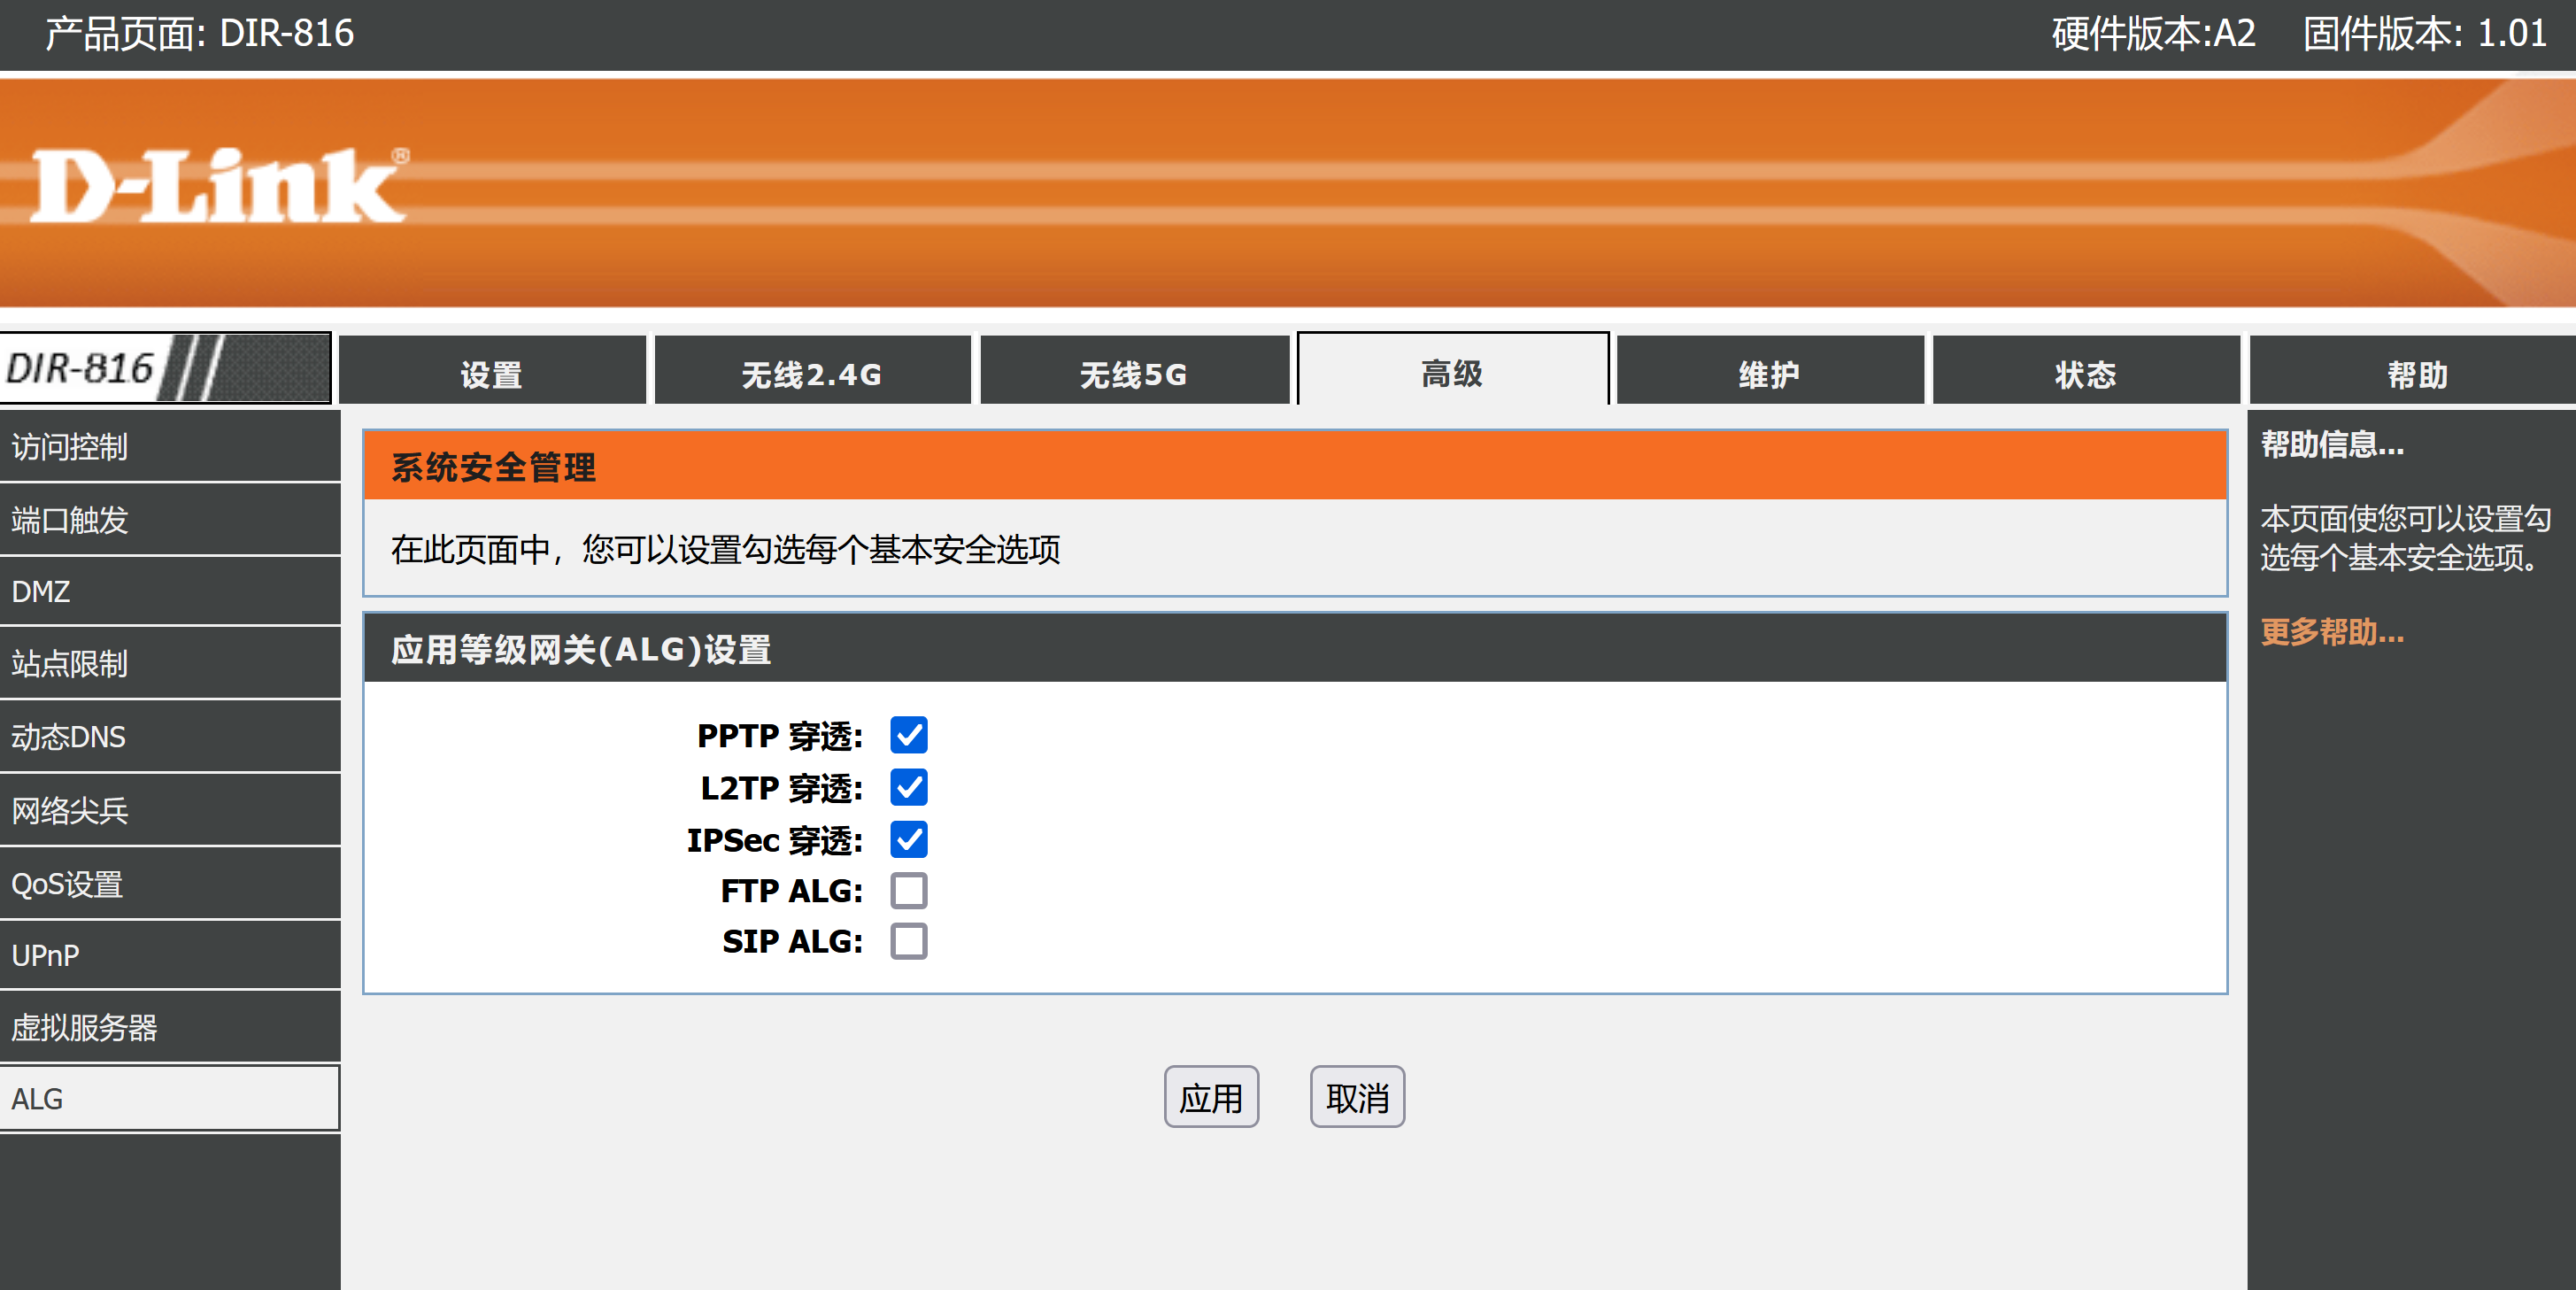 产品页面: DIR-816
硬件版本:A2 固件版本: 1.01
D-Link®
DIR-816
设置
无线2.4G
无线5G
高级
维护
状态
帮助
访问控制
端口触发
DMZ
站点限制
动态DNS
网络尖兵
QoS设置
UPnP
虚拟服务器
ALG
系统安全管理
在此页面中，您可以设置勾选每个基本安全选项
应用等级网关(ALG)设置
PPTP 穿透:
L2TP 穿透:
IPSec 穿透:
FTP ALG:
SIP ALG:
应用
取消
帮助信息...
本页面使您可以设置勾
选每个基本安全选项。
更多帮助...